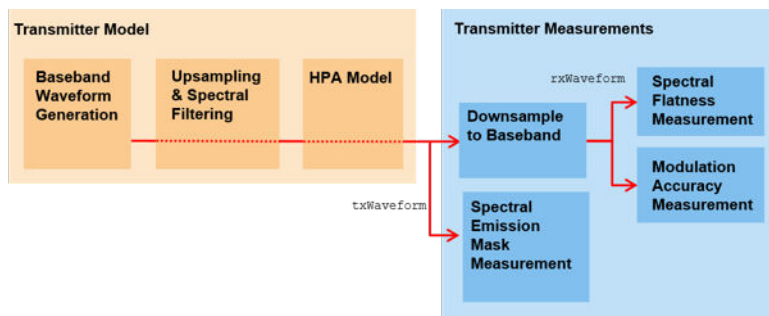 Transmitter Model
Baseband
Waveform
Generation
Upsampling
& Spectral
Filtering
HPA Model
txWaveform
Transmitter Measurements
Downsample
to Baseband
rxWaveform
Spectral
Flatness
Measurement
Modulation
Accuracy
Measurement
Spectral
Emission
Mask
Measurement